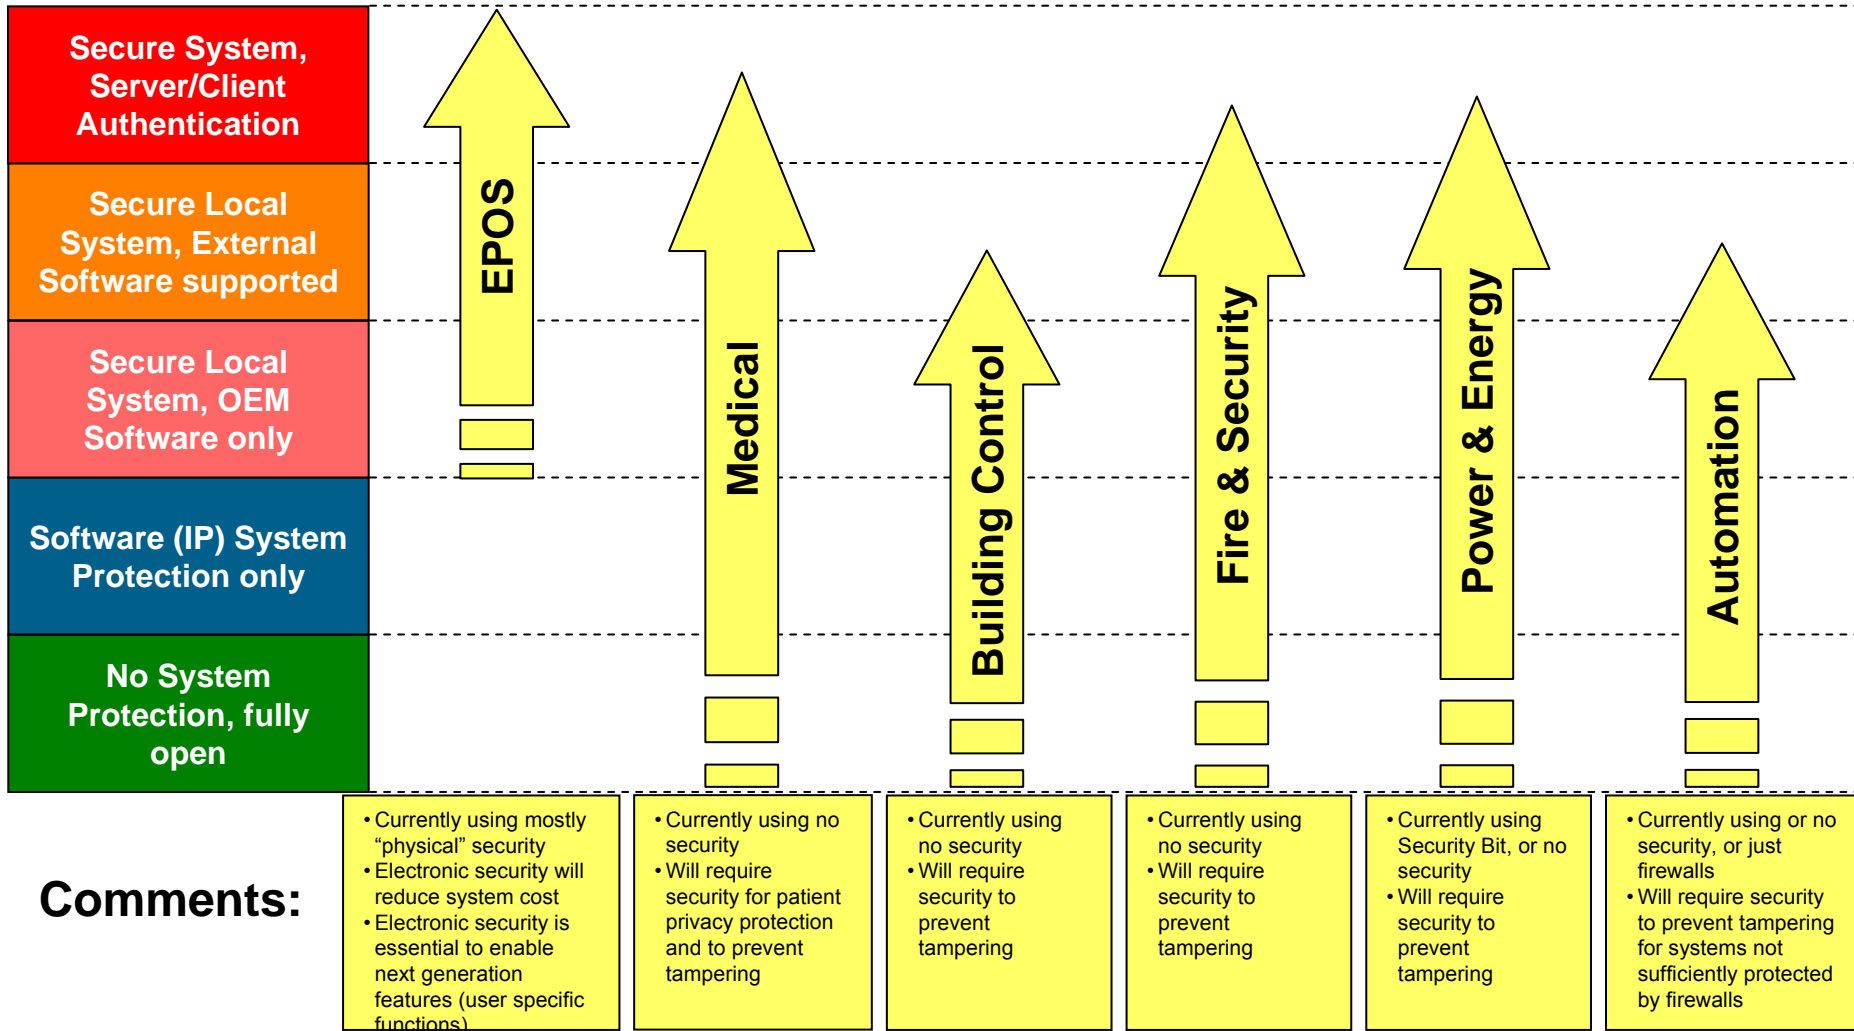 Secure System,
Server/Client
Authentication
Secure Local
System, External
Software supported
Secure Local
System, OEM
Software only
Software (IP) System
Protection only
No System
Protection, fully
open
EPOS
Medical
Building Control
Fire & Security
Power & Energy
Automation
Comments:
• Currently using mostly
“physical” security
• Electronic security will
reduce system cost
• Electronic security is
essential to enable
next generation
features (user specific
functions)
• Currently using no
security
• Will require
security for patient
privacy protection
and to prevent
tampering
• Currently using
no security
• Will require
security to
prevent
tampering
• Currently using
no security
• Will require
security to
prevent
tampering
• Currently using
Security Bit, or no
security
• Will require
security to
prevent
tampering
• Currently using or no
security, or just
firewalls
• Will require security
to prevent tampering
for systems not
sufficiently protected
by firewalls